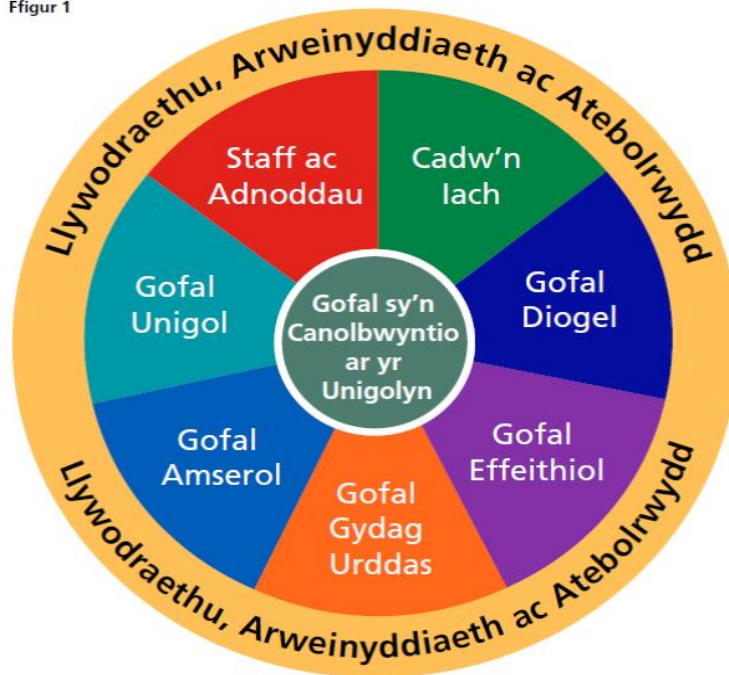 Ffigur 1
Llywodraethu, Arweinyddiaeth ac Atebolrwydd
Staff ac
Adnoddau
Cadw'n
Iach
Gofal
Unigol
Gofal
Diogel
Gofal sy'n
Canolbwyntio
ar yr
Unigolyn
Gofal
Amserol
Gofal
Effeithiol
Gofal
Gydag
Urddas
Llywodraethu, Arweinyddiaeth ac Atebolrwydd